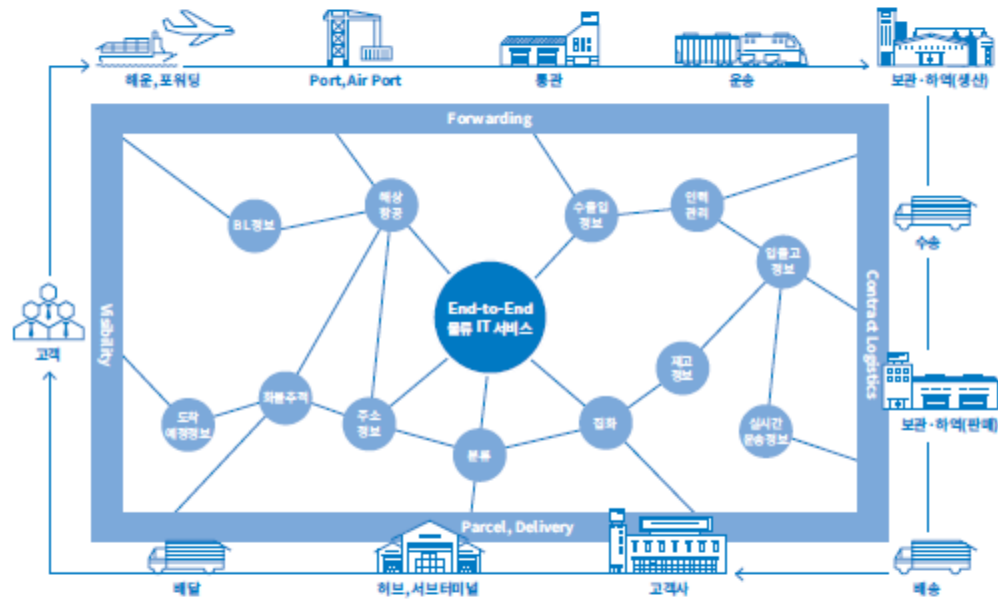 해운, 포워딩
Port, Air Port
통관
운송
보관·하역(생산)
Forwarding
BL정보
해상
항공
수출입
정보
인력
관리
입출고
정보
수송
End-to-End
물류 IT 서비스
Visibility
Contract Logistics
고객
재고
정보
화물추적
도착
예정정보
주소
정보
분류
집화
실시간
운송정보
보관·하역(판매)
Parcel, Delivery
배달
허브, 서브터미널
고객사
배송